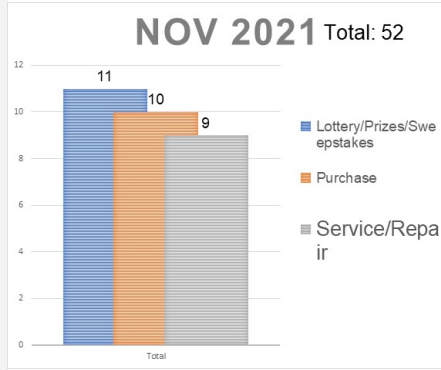 NOV 2021 Total: 52
12
11
10
10
9
8
6
4
2
0
Total
Lottery/Prizes/Swe
epstakes
Purchase
Service/Repa
ir